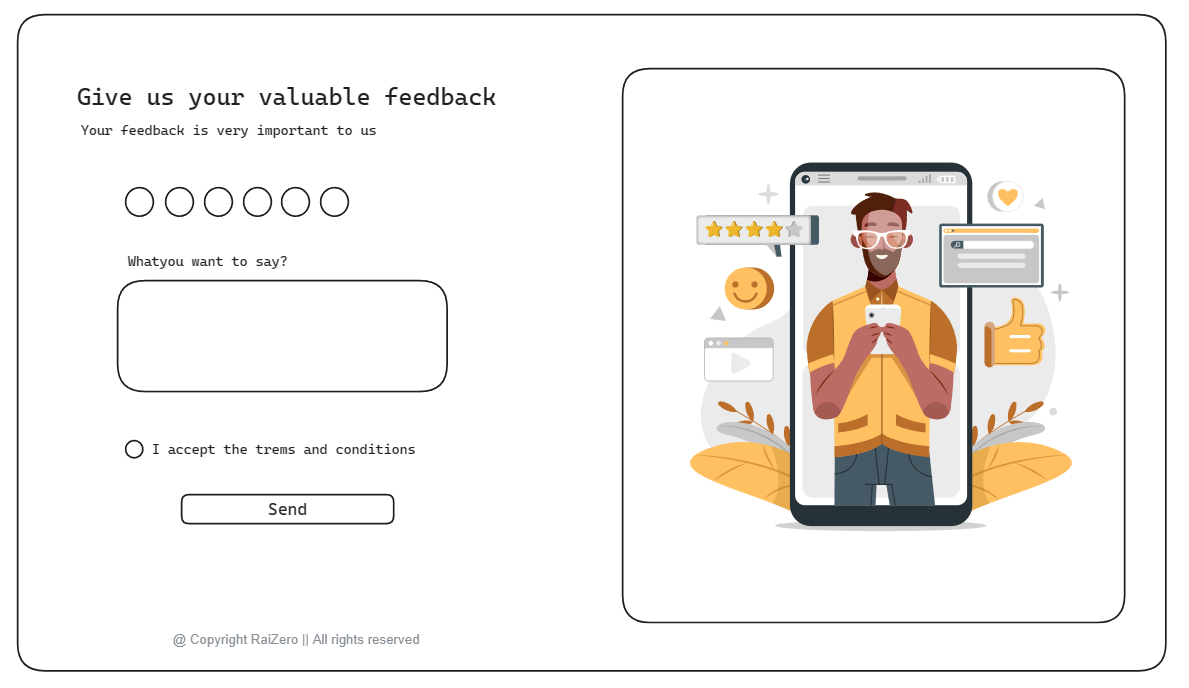 Give us your valuable feedback
Your feedback is very important to us
Whatyou want to say?
I accept the trems and conditions
Send
@ Copyright RaiZero || All rights reserved